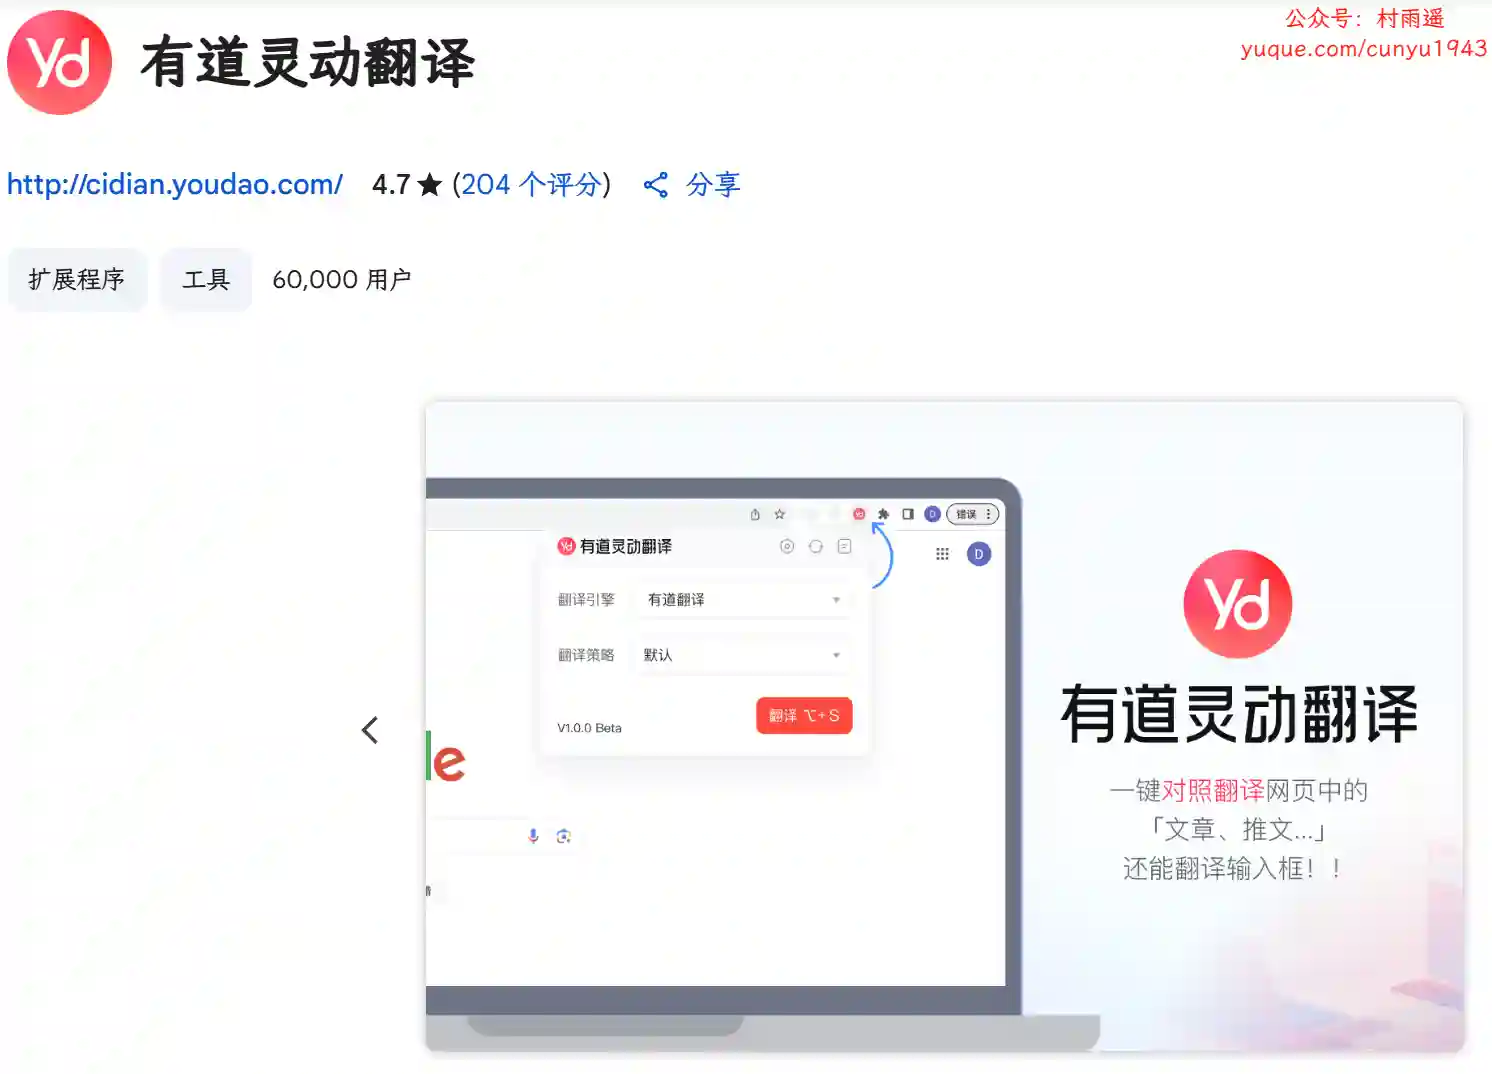 公众号：村雨遥
yuque.com/cunyu1943
Yd 有道灵动翻译
http://cidian.youdao.com/ 4.7 ★ (204 个评分) 分享
扩展程序 工具 60,000 用户
Yd D 错误
Yd 有道灵动翻译
D
翻译引擎 有道翻译
翻译策略 默认
V1.0.0 Beta 翻译 ⌥+S
le
Yd
有道灵动翻译
一键对照翻译网页中的
「文章、推文...」
还能翻译输入框！！